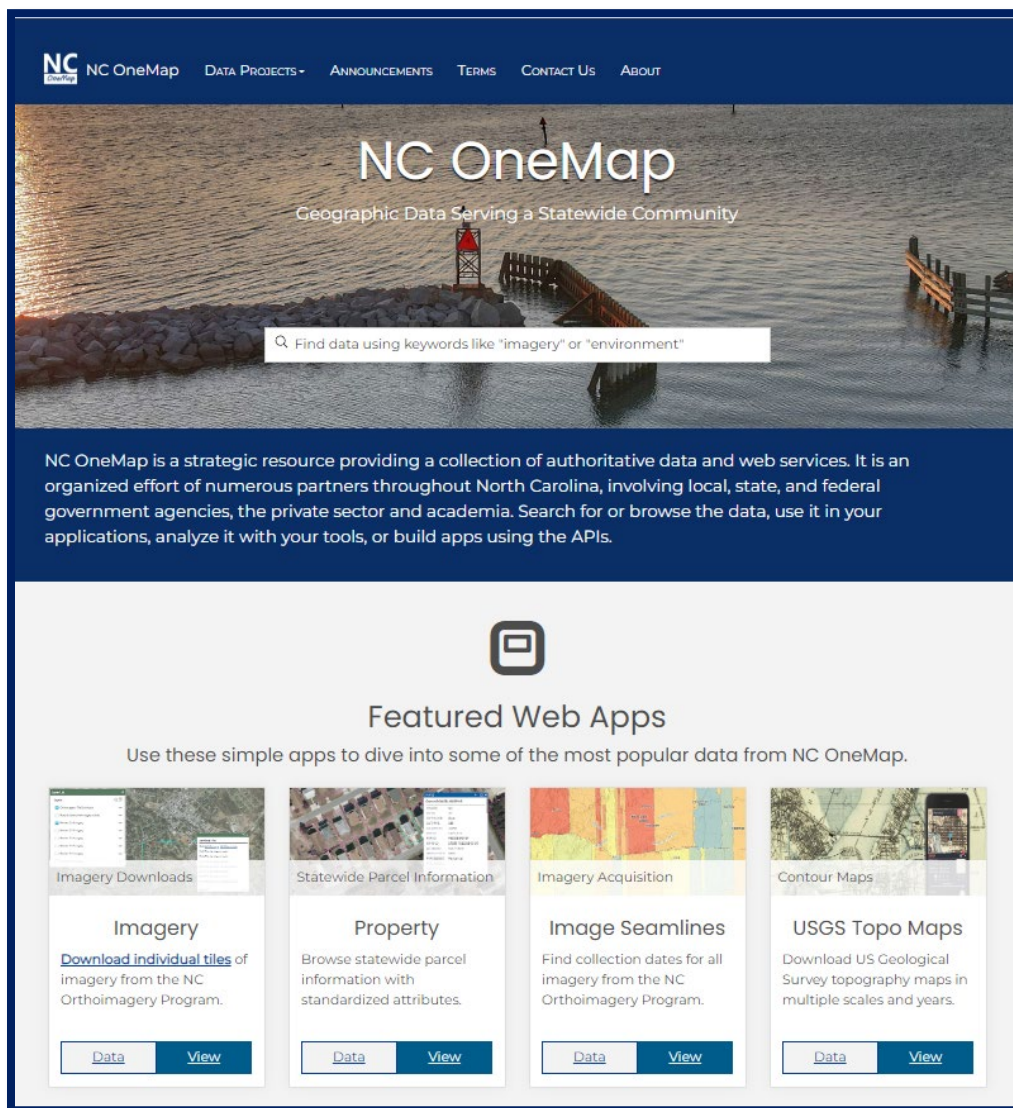 NC
OneMap
NC OneMap
Data Projects
Announcements
Terms
Contact Us
About
NC OneMap
Geographic Data Serving a Statewide Community
Find data using keywords like "imagery" or "environment"
NC OneMap is a strategic resource providing a collection of authoritative data and web services. It is an
organized effort of numerous partners throughout North Carolina, involving local, state, and federal
government agencies, the private sector and academia. Search for or browse the data, use it in your
applications, analyze it with your tools, or build apps using the APIs.
Featured Web Apps
Use these simple apps to dive into some of the most popular data from NC OneMap.
Imagery Downloads
Imagery
Download individual tiles of
imagery from the NC
Orthoimagery Program.
Data
View
Statewide Parcel Information
Property
Browse statewide parcel
information with
standardized attributes.
Data
View
Imagery Acquisition
Image Seamlines
Find collection dates for all
imagery from the NC
Orthoimagery Program.
Data
View
Contour Maps
USGS Topo Maps
Download US Geological
Survey topography maps in
multiple scales and years.
Data
View